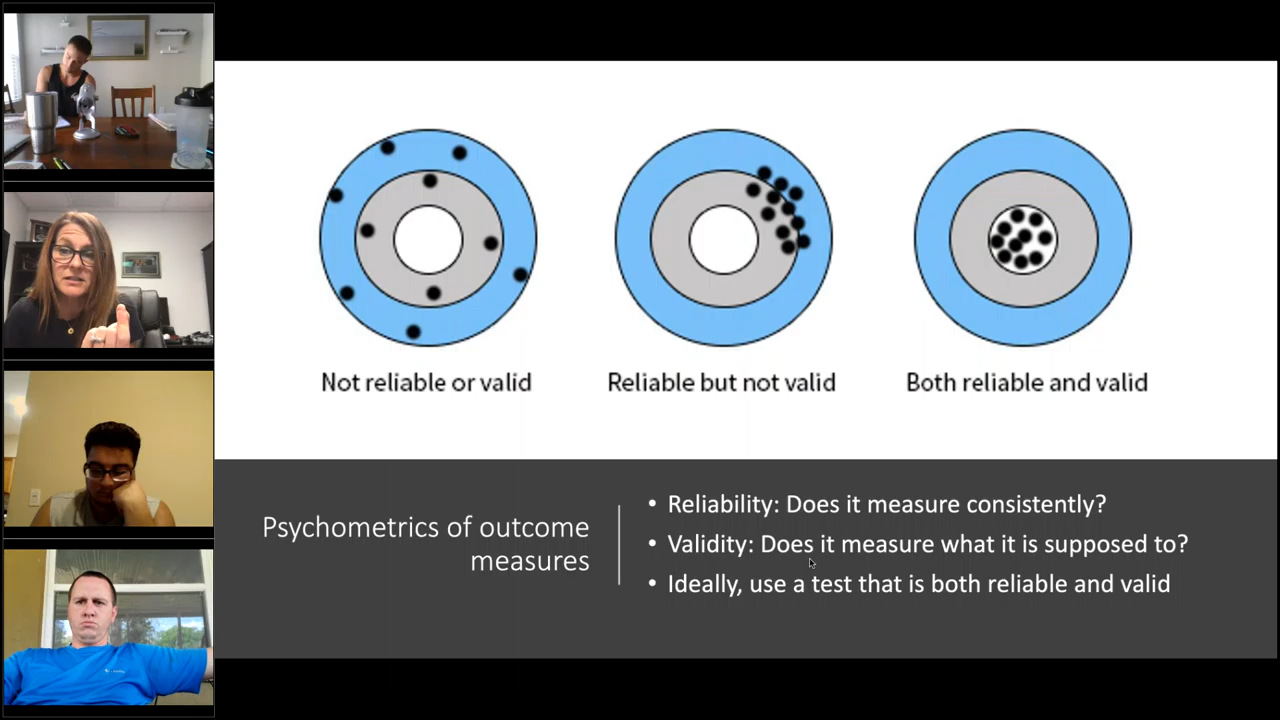 Not reliable or valid
Reliable but not valid
Both reliable and valid
Psychometrics of outcome
measures
• Reliability: Does it measure consistently?
• Validity: Does it measure what it is supposed to?
• Ideally, use a test that is both reliable and valid